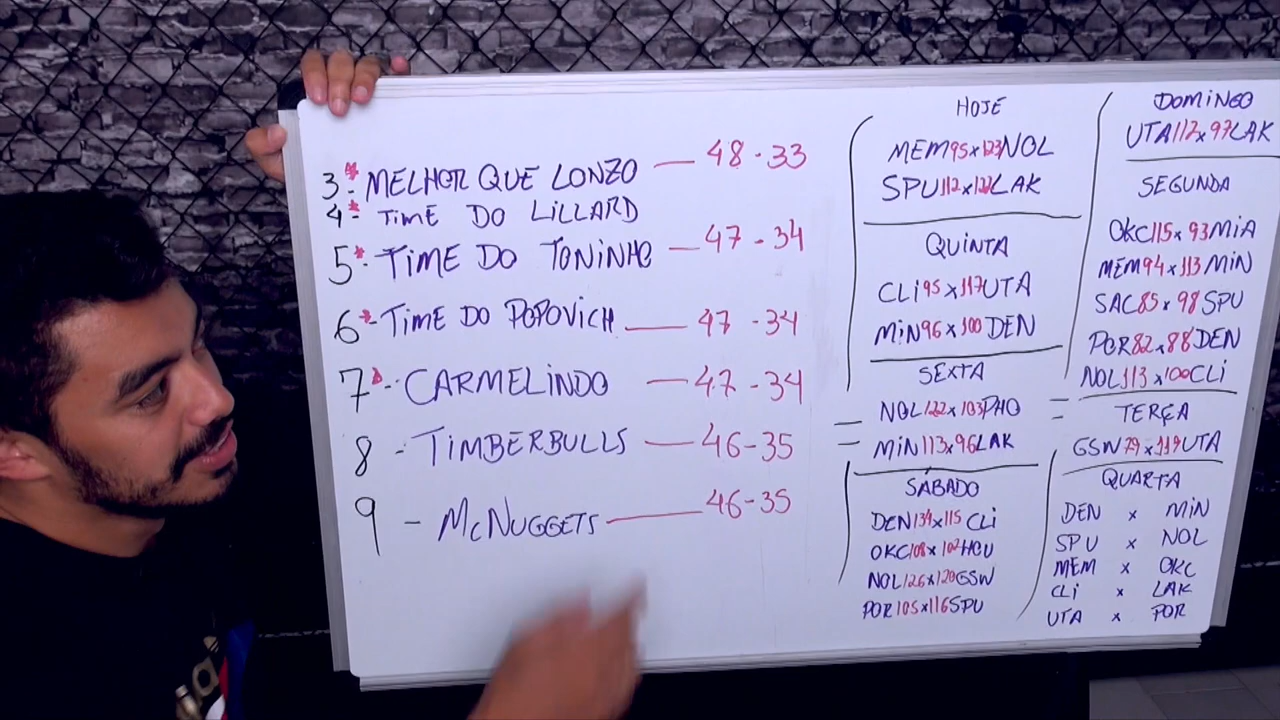 3*- MELHOR QUE LONZO — 48-33
4*- TIME DO LILLARD
5*- TIME DO TONINHO — 47-34
6*- TIME DO POPOVICH — 47-34
7*- CARMELINDO — 47-34
8 - TIMBERBULLS — 46-35
9 - McNUGGETS — 46-35
HOJE
MEM 95 x 123 NOL
SPU 112 x 122 LAK
QUINTA
CLI 95 x 117 UTA
MIN 96 x 100 DEN
SEXTA
NOL 122 x 103 PHO
MIN 113 x 96 LAK
SÁBADO
DEN 134 x 115 CLI
OKC 108 x 102 HOU
NOL 126 x 120 GSW
POR 105 x 116 SPU
DOMINGO
UTA 112 x 97 LAK
SEGUNDA
OKC 115 x 93 MIA
MEM 94 x 113 MIN
SAC 85 x 98 SPU
POR 82 x 88 DEN
NOL 113 x 100 CLI
TERÇA
GSW 79 x 119 UTA
QUARTA
DEN x MIN
SPU x NOL
MEM x OKC
CLI x LAK
UTA x POR